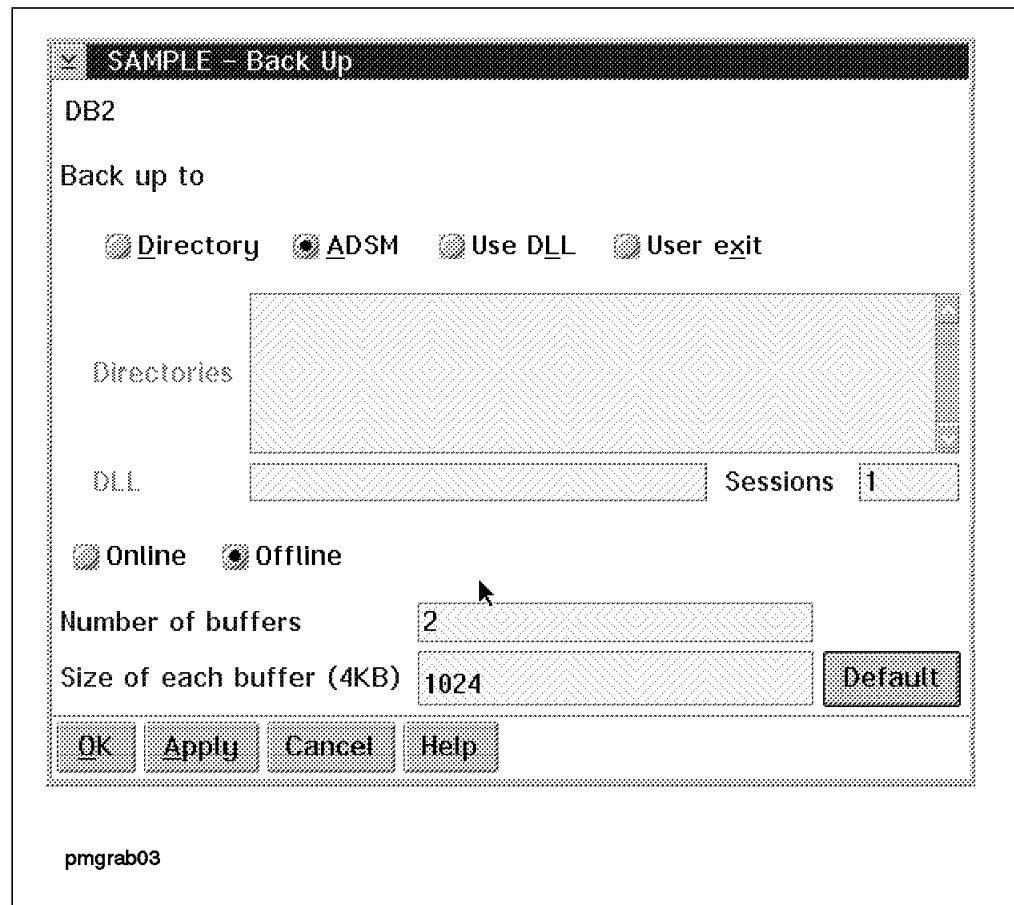 SAMPLE – Back Up
DB2
Back up to
Directory ADSM Use DLL User exit
Directories
DLL Sessions 1
Online Offline
Number of buffers 2
Size of each buffer (4KB) 1024 Default
OK Apply Cancel Help
pmgrab03